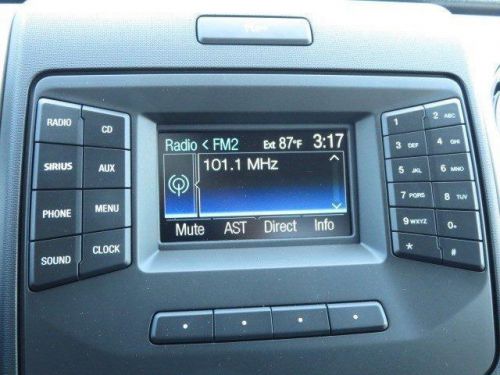 RADIO
CD
SIRIUS
AUX
PHONE
MENU
SOUND
CLOCK
Radio < FM2 Ext 87°F 3:17
101.1 MHz
Mute AST Direct Info
1
2 ABC
3 DEF
4 GHI
5 JKL
6 MNO
7 PQRS
8 TUV
9 WXYZ
0
*
#